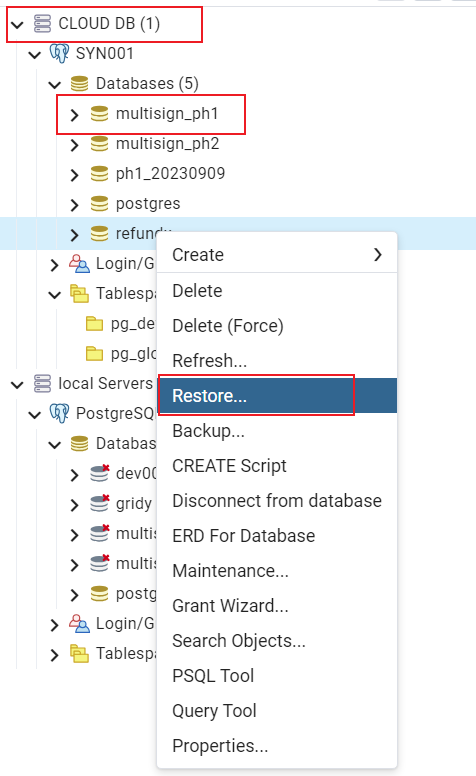 CLOUD DB (1)
SYN001
Databases (5)
multisign_ph1
multisign_ph2
ph1_20230909
postgres
refundy
Login/G
Tablesp
pg_de
pg_glo
local Servers
PostgreSQ
Databas
dev00
gridy
multis
multis
postg
Login/G
Tablespa
Create
Delete
Delete (Force)
Refresh...
Restore...
Backup...
CREATE Script
Disconnect from database
ERD For Database
Maintenance...
Grant Wizard...
Search Objects...
PSQL Tool
Query Tool
Properties...